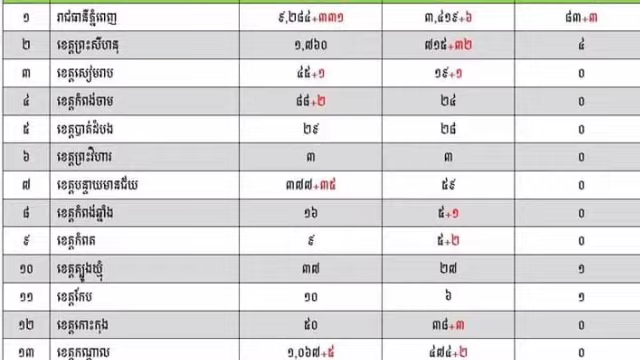 ១ រាជធានីភ្នំពេញ ៩,២៨៤+៣៣១ ៣,៤១៩+៦ ៨៣+៣
២ ខេត្តព្រះសីហនុ ១,៧៦០ ៧១៥+៣២ ៤
៣ ខេត្តសៀមរាប ៤៥+១ ១៩+១ ០
៤ ខេត្តកំពង់ចាម ៨៨+២ ២៤ ០
៥ ខេត្តបាត់ដំបង ២៩ ២៨ ០
៦ ខេត្តព្រះវិហារ ៣ ៣ ០
៧ ខេត្តបន្ទាយមានជ័យ ៣៧៧+៣៥ ៥៩ ០
៨ ខេត្តកំពង់ឆ្នាំង ១៦ ៥+១ ០
៩ ខេត្តកំពត ៩ ៥+២ ០
១០ ខេត្តត្បូងឃ្មុំ ៣៧ ២៧ ១
១១ ខេត្តកែប ១០ ៦ ១
១២ ខេត្តកោះកុង ៥០ ៣៨+៣ ០
១៣ ខេត្តកណ្តាល ១,០៦៧+៥ ៤៧៤+២ ០